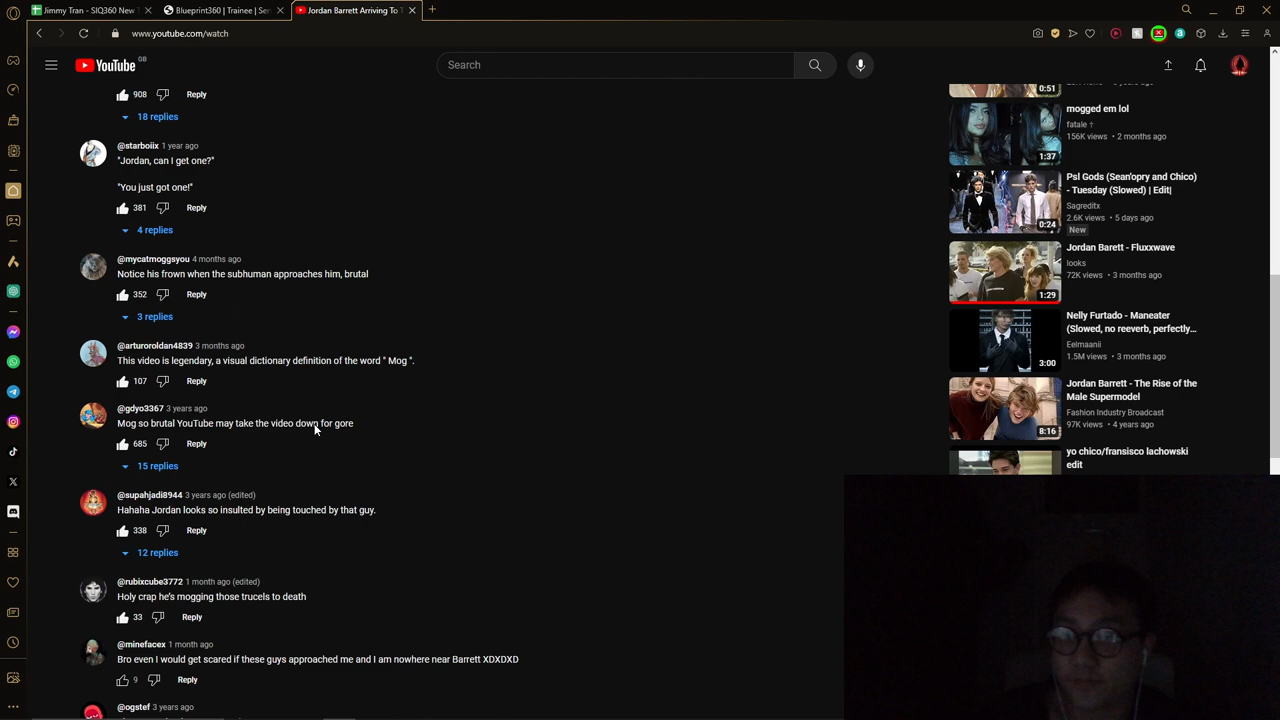 Jimmy Tran - SIQ360 New T
Blueprint360 | Trainee | Sen
Jordan Barrett Arriving To T
www.youtube.com/watch
YouTube GB
Search
908 Reply
18 replies
@starboiix 1 year ago
"Jordan, can I get one?"
"You just got one!"
381 Reply
4 replies
@mycatmoggsyou 4 months ago
Notice his frown when the subhuman approaches him, brutal
352 Reply
3 replies
@arturoroldan4839 3 months ago
This video is legendary, a visual dictionary definition of the word " Mog ".
107 Reply
@gdyo3367 3 years ago
Mog so brutal YouTube may take the video down for gore
685 Reply
15 replies
@supahjadi8944 3 years ago (edited)
Hahaha Jordan looks so insulted by being touched by that guy.
338 Reply
12 replies
@rubixcube3772 1 month ago (edited)
Holy crap he's mogging those trucels to death
33 Reply
@minefacex 1 month ago
Bro even I would get scared if these guys approached me and I am nowhere near Barrett XDXDXD
9 Reply
@ogstef 3 years ago
0:51
mogged em lol
fatale †
156K views • 2 months ago
1:37
Psl Gods (Sean'opry and Chico)
- Tuesday (Slowed) | Edit|
Sagreditx
2.6K views • 5 days ago
New
0:24
Jordan Barett - Fluxxwave
looks
72K views • 3 months ago
1:29
Nelly Furtado - Maneater
(Slowed, no reeverb, perfectly...
Eelmaanii
1.5M views • 3 months ago
3:00
Jordan Barrett - The Rise of the
Male Supermodel
Fashion Industry Broadcast
97K views • 4 years ago
8:16
yo chico/fransisco lachowski
edit